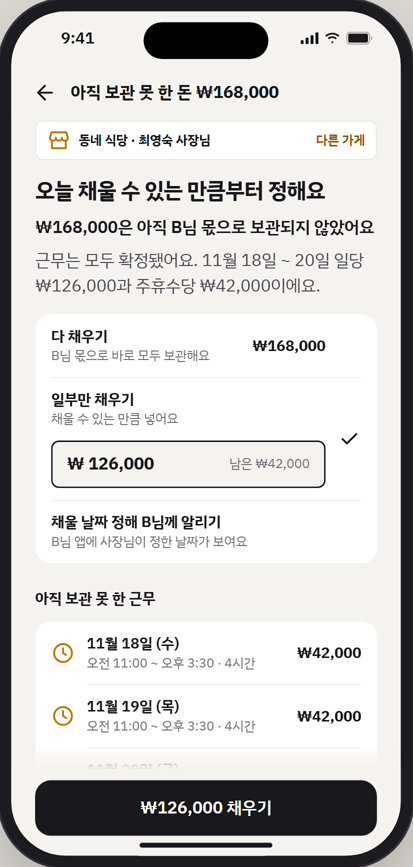 9:41
아직 보관 못 한 돈 ₩168,000
동네 식당 · 최영숙 사장님 다른 가게
오늘 채울 수 있는 만큼부터 정해요
₩168,000은 아직 B님 몫으로 보관되지 않았어요
근무는 모두 확정됐어요. 11월 18일 ~ 20일 일당
₩126,000과 주휴수당 ₩42,000이에요.
다 채우기
B님 몫으로 바로 모두 보관해요
₩168,000
일부만 채우기
채울 수 있는 만큼 넣어요
₩ 126,000 남은 ₩42,000
채울 날짜 정해 B님께 알리기
B님 앱에 사장님이 정한 날짜가 보여요
아직 보관 못 한 근무
11월 18일 (수)
오전 11:00 ~ 오후 3:30 · 4시간
₩42,000
11월 19일 (목)
오전 11:00 ~ 오후 3:30 · 4시간
₩42,000
₩126,000 채우기